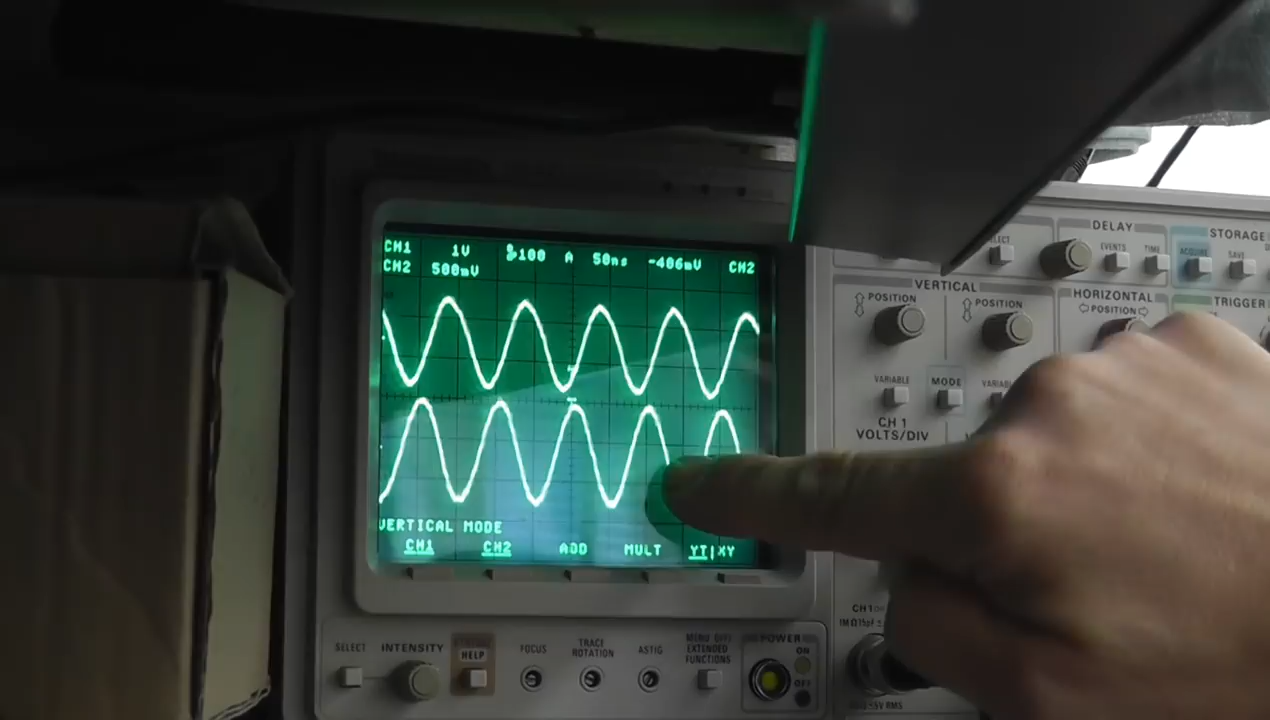 CH1 1V 100 A 50ns -406mV CH2
CH2 500mV
VERTICAL MODE
CH1 CH2 ADD MULT YT|XY
DELAY
EVENTS TIME
STORAGE
ACQUIRE SAVE
VERTICAL
POSITION POSITION
HORIZONTAL
POSITION
TRIGGER
VARIABLE MODE
CH 1
VOLTS/DIV
CH1
SELECT INTENSITY
HELP
FOCUS
TRACE
ROTATION
ASTIG
MENU OFF/
EXTENDED
FUNCTIONS
POWER
ON
OFF